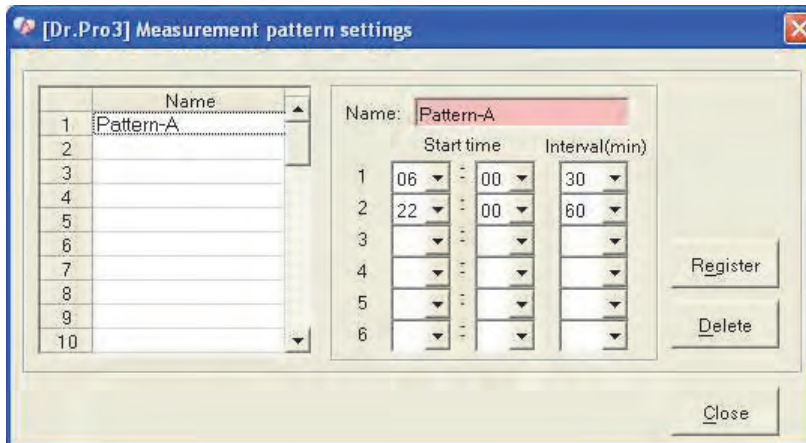 [Dr.Pro3] Measurement pattern settings
Name
1 Pattern-A
2
3
4
5
6
7
8
9
10
Name: Pattern-A
Start time Interval(min)
1 06 : 00 30
2 22 : 00 60
3 :
4 :
5 :
6 :
Register
Delete
Close